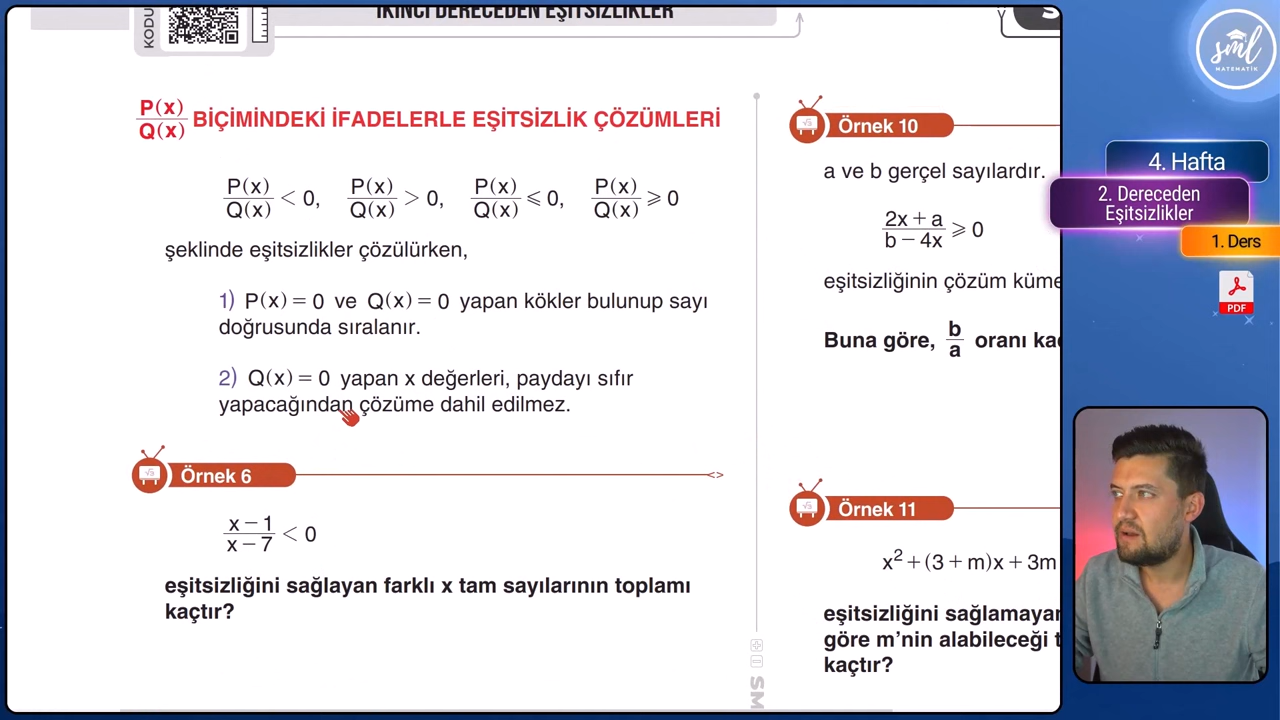 İKİNCİ DERECEDEN EŞİTSİZLİKLER
KODU
P(x)/Q(x) BİÇİMİNDEKİ İFADELERLE EŞİTSİZLİK ÇÖZÜMLERİ
P(x)/Q(x) < 0, P(x)/Q(x) > 0, P(x)/Q(x) ⩽ 0, P(x)/Q(x) ⩾ 0
şeklinde eşitsizlikler çözülürken,
1) P(x) = 0 ve Q(x) = 0 yapan kökler bulunup sayı
doğrusunda sıralanır.
2) Q(x) = 0 yapan x değerleri, paydayı sıfır
yapacağından çözüme dahil edilmez.
Örnek 6
x − 1/x − 7 < 0
eşitsizliğini sağlayan farklı x tam sayılarının toplamı
kaçtır?
SM
Örnek 10
a ve b gerçel sayılardır.
2x + a/b − 4x ⩾ 0
eşitsizliğinin çözüm küme
Buna göre, b/a oranı ka
Örnek 11
x² + (3 + m)x + 3m
eşitsizliğini sağlamayan
göre m'nin alabileceği t
kaçtır?
sml
MATEMATİK
4. Hafta
2. Dereceden
Eşitsizlikler
1. Ders
PDF